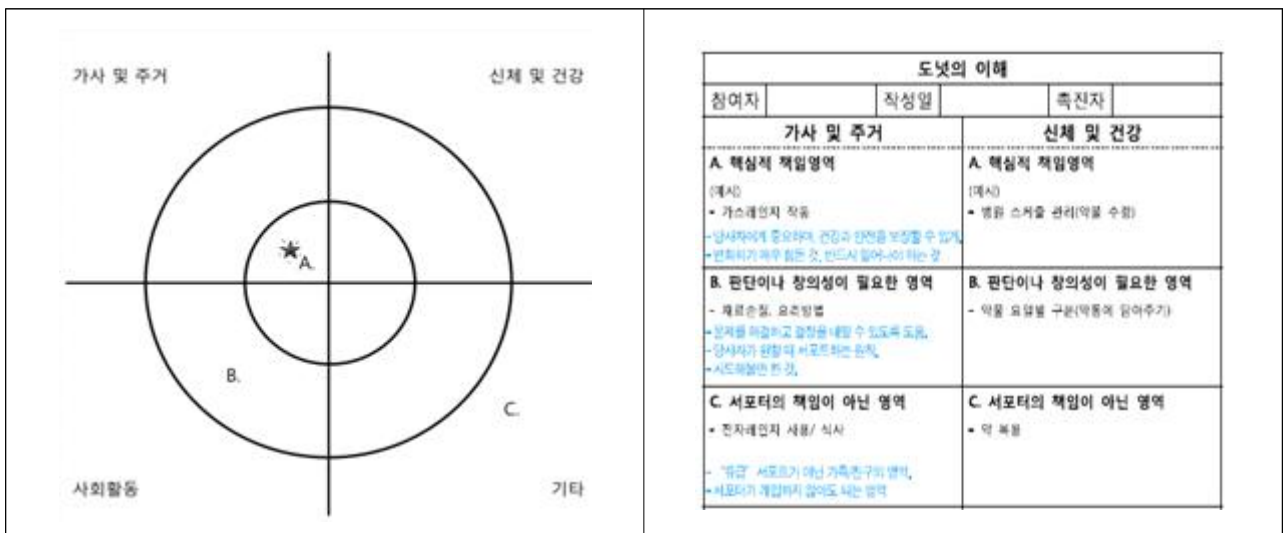 가사 및 주거
신체 및 건강
A.
B.
C.
사회활동
기타
도넛의 이해
참여자 작성일 촉진자
가사 및 주거 신체 및 건강
A. 핵심적 책임영역
(예시)
- 가스레인지 작동
- 당사자에게 중요하며, 건강과 안전을 보장할 수 있게,
- 변화하기 매우 힘든 것, 반드시 일어나야 하는 것
A. 핵심적 책임영역
(예시)
- 병원 스케줄 관리(약물 수령)
B. 판단이나 창의성이 필요한 영역
- 재료손질, 요리방법
- 문제를 해결하고 결정을 내릴 수 있도록 도움,
- 당사자가 원할 때 서포트하는 원칙,
- 시도해볼만 한 것,
B. 판단이나 창의성이 필요한 영역
- 약물 요일별 구분(약통에 담아주기)
C. 서포터의 책임이 아닌 영역
- 전자레인지 사용/ 식사
- "유급" 서포터가 아닌 가족친구의 영역,
- 서포터가 개입하지 않아도 되는 영역
C. 서포터의 책임이 아닌 영역
- 약 복용